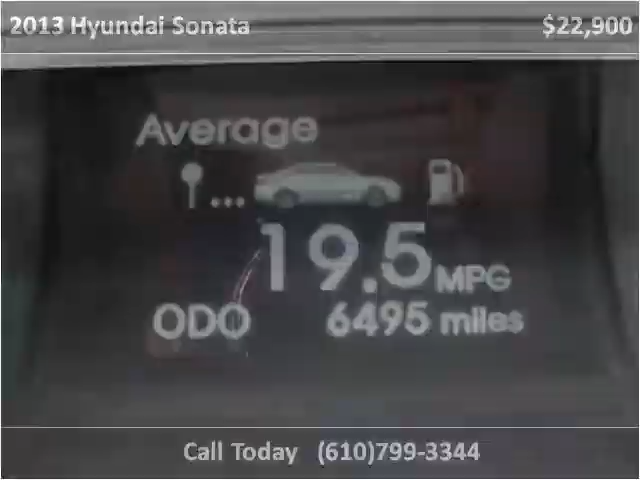 2013 Hyundai Sonata $22,900
Average
19.5 MPG
ODO 6495 miles
Call Today (610)799-3344